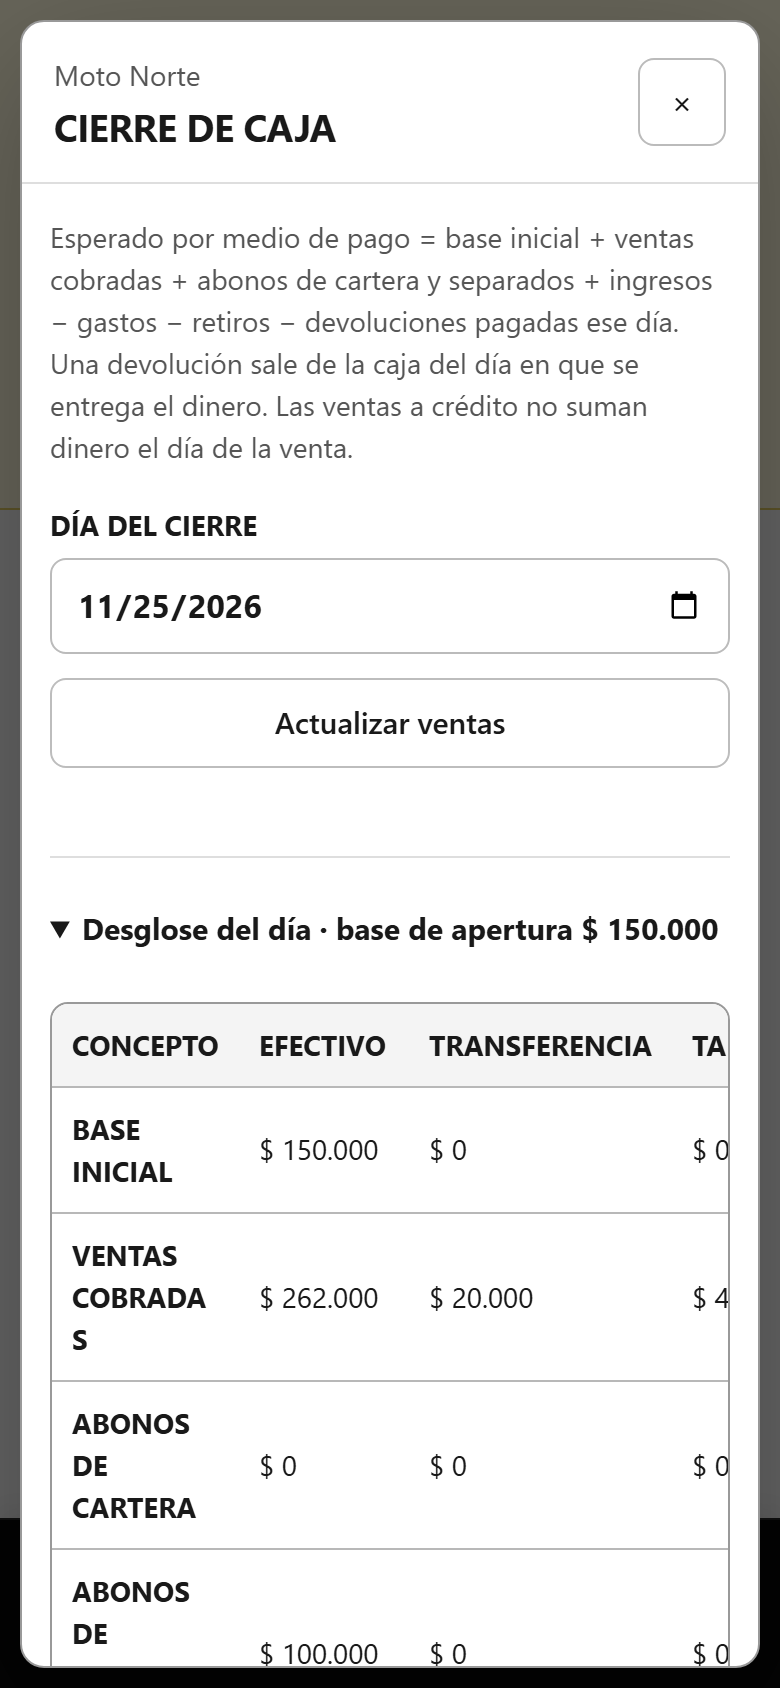 Moto Norte
CIERRE DE CAJA
×
Esperado por medio de pago = base inicial + ventas
cobradas + abonos de cartera y separados + ingresos
− gastos − retiros − devoluciones pagadas ese día.
Una devolución sale de la caja del día en que se
entrega el dinero. Las ventas a crédito no suman
dinero el día de la venta.
DÍA DEL CIERRE
11/25/2026
Actualizar ventas
▼ Desglose del día · base de apertura $ 150.000
CONCEPTO EFECTIVO TRANSFERENCIA TA
BASE
INICIAL
$ 150.000 $ 0 $ 0
VENTAS
COBRADA
S
$ 262.000 $ 20.000 $ 4
ABONOS
DE
CARTERA
$ 0 $ 0 $ 0
ABONOS
DE
$ 100.000 $ 0 $ 0